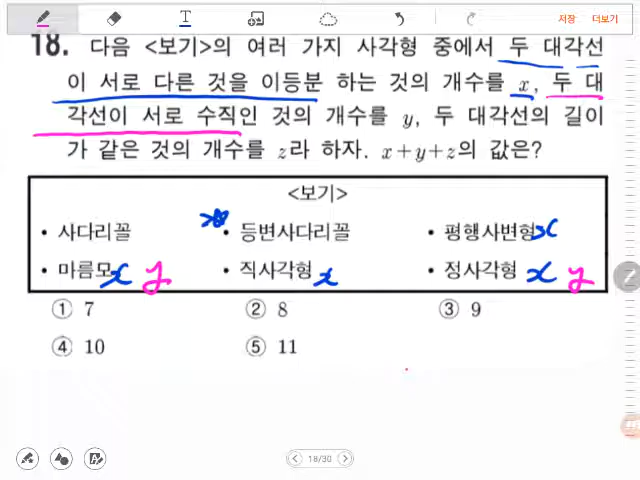 저장 더보기
18. 다음 <보기>의 여러 가지 사각형 중에서 두 대각선
이 서로 다른 것을 이등분 하는 것의 개수를 x, 두 대
각선이 서로 수직인 것의 개수를 y, 두 대각선의 길이
가 같은 것의 개수를 z라 하자. x+y+z의 값은?
<보기>
• 사다리꼴 • 등변사다리꼴 • 평행사변형 x
• 마름모 x y • 직사각형 x • 정사각형 x y
① 7 ② 8 ③ 9
④ 10 ⑤ 11
18/30